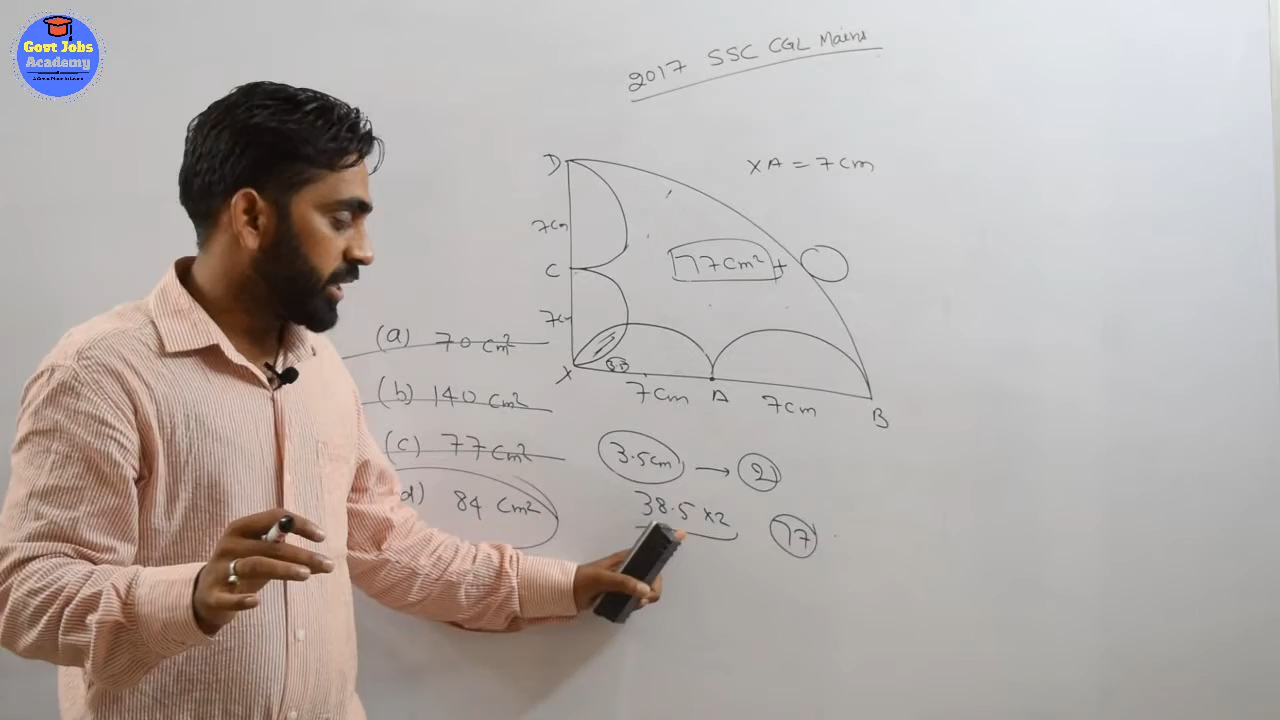 Govt Jobs
Academy
2017 SSC CGL Mains
D
XA = 7cm
7cm
C
77cm² +
7cm
X
7cm A 7cm
B
(a) 70 cm²
(b) 140 cm²
(c) 77 cm²
d) 84 cm²
3.5cm → 2
38.5 x2
77